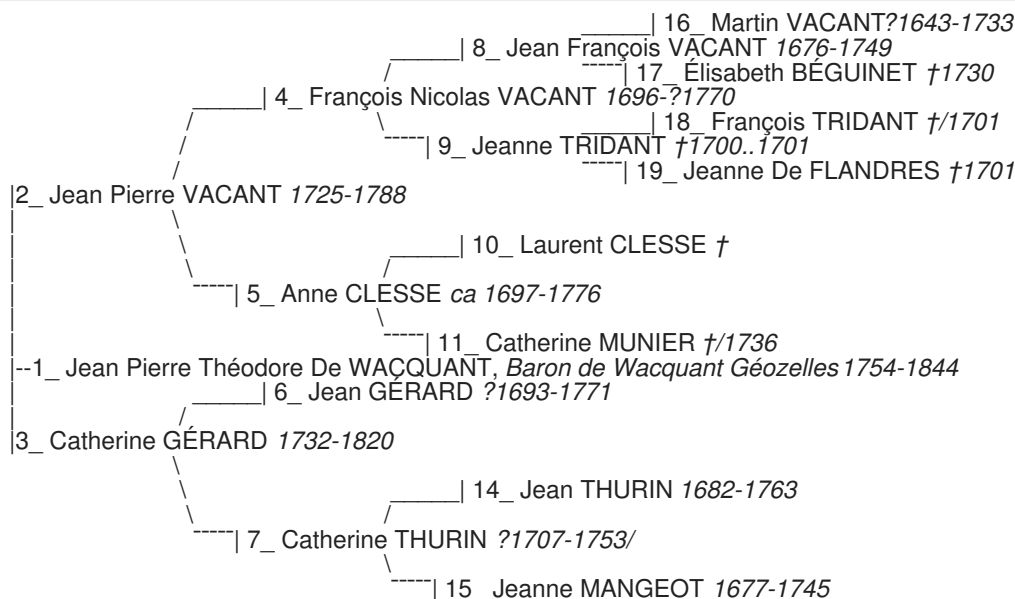 16_ Martin VACANT?1643-1733
8_ Jean François VACANT 1676-1749
17_ Élisabeth BÉGUINET †1730
4_ François Nicolas VACANT 1696-?1770
18_ François TRIDANT †/1701
9_ Jeanne TRIDANT †1700..1701
19_ Jeanne De FLANDRES †1701
2_ Jean Pierre VACANT 1725-1788
10_ Laurent CLESSE †
5_ Anne CLESSE ca 1697-1776
11_ Catherine MUNIER †/1736
--1_ Jean Pierre Théodore De WACQUANT, Baron de Wacquant Géozelles 1754-1844
6_ Jean GÉRARD ?1693-1771
3_ Catherine GÉRARD 1732-1820
14_ Jean THURIN 1682-1763
7_ Catherine THURIN ?1707-1753/
15_ Jeanne MANGEOT 1677-1745